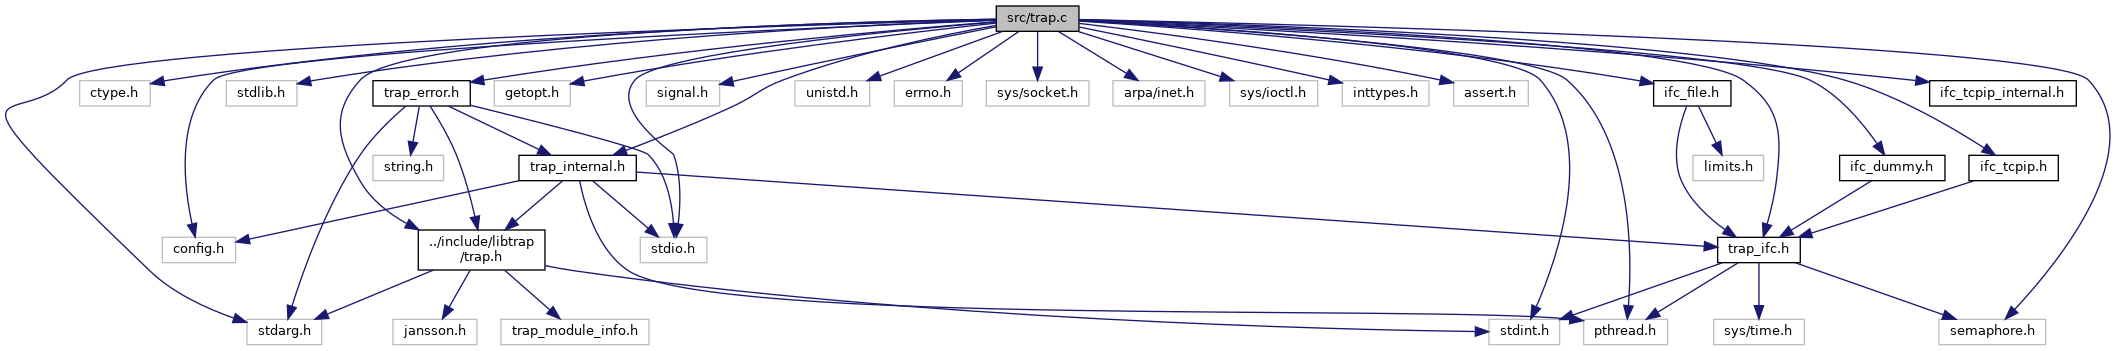 src/trap.c
ctype.h
stdlib.h
trap_error.h
getopt.h
signal.h
unistd.h
errno.h
sys/socket.h
arpa/inet.h
sys/ioctl.h
inttypes.h
assert.h
ifc_file.h
ifc_tcpip_internal.h
string.h
trap_internal.h
limits.h
ifc_dummy.h
ifc_tcpip.h
config.h
../include/libtrap
/trap.h
stdio.h
trap_ifc.h
stdarg.h
jansson.h
trap_module_info.h
stdint.h
pthread.h
sys/time.h
semaphore.h